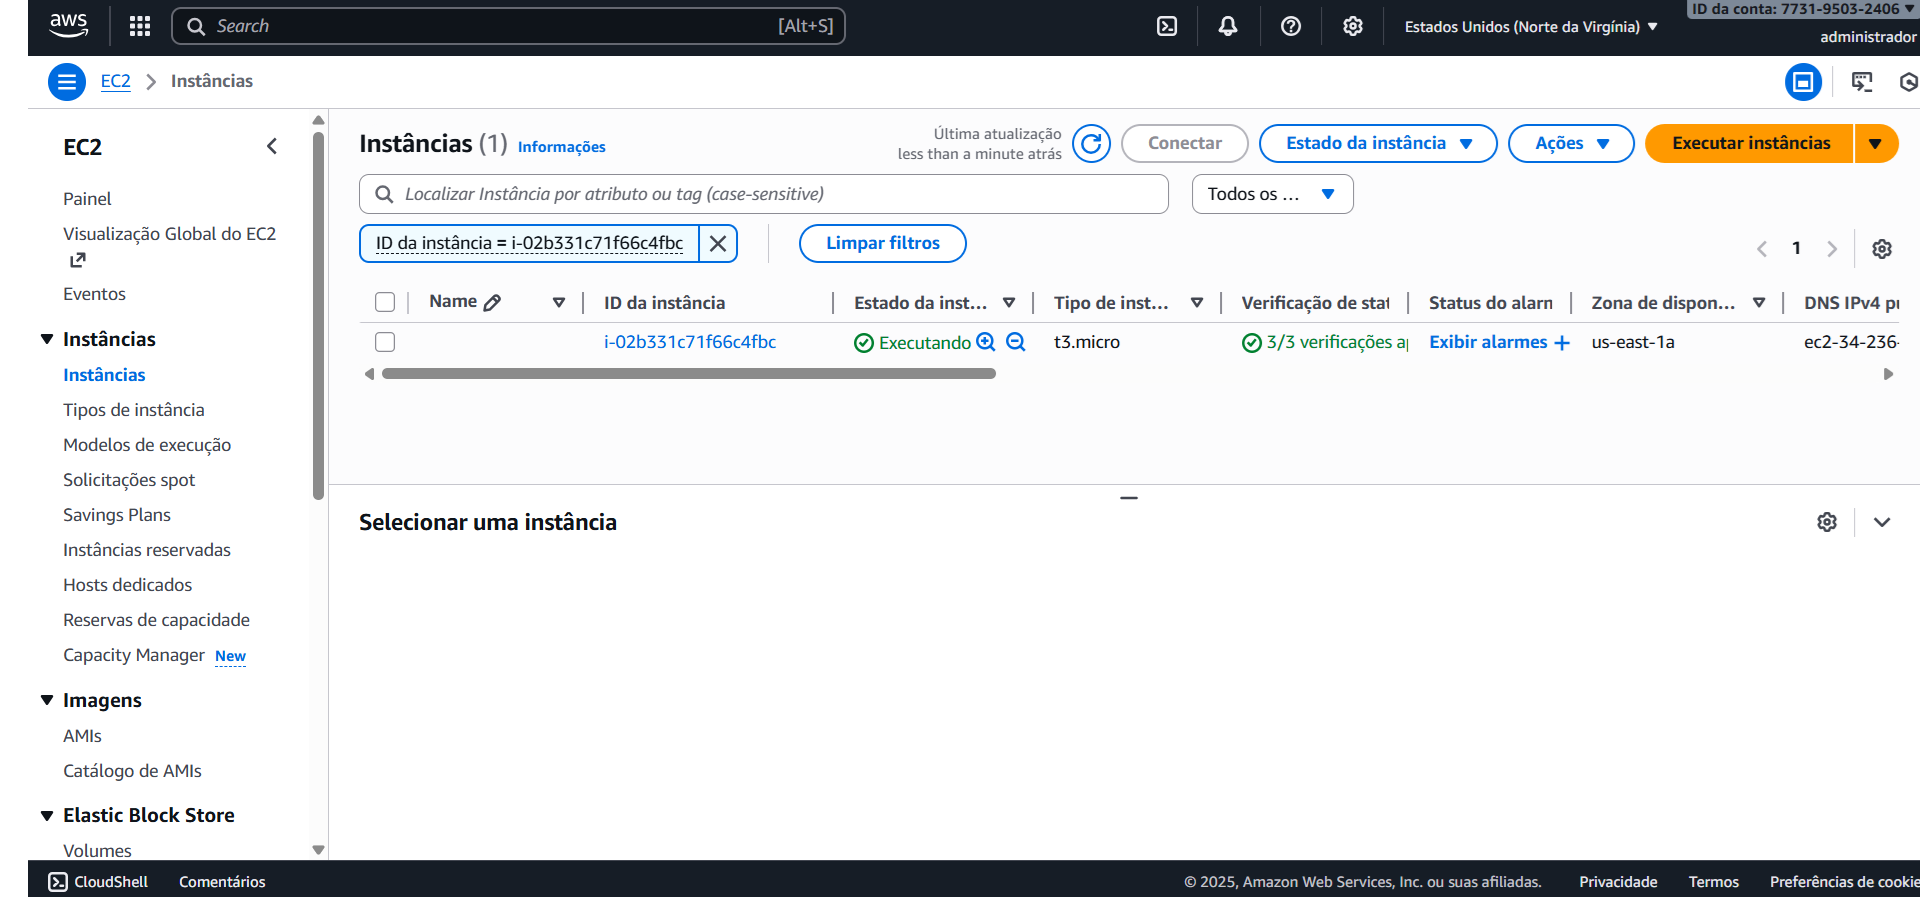 aws
Search [Alt+S]
Estados Unidos (Norte da Virgínia)
ID da conta: 7731-9503-2406
administrador
EC2 Instâncias
EC2
Painel
Visualização Global do EC2
Eventos
Instâncias
Instâncias
Tipos de instância
Modelos de execução
Solicitações spot
Savings Plans
Instâncias reservadas
Hosts dedicados
Reservas de capacidade
Capacity Manager New
Imagens
AMIs
Catálogo de AMIs
Elastic Block Store
Volumes
Instâncias (1) Informações
Última atualização
less than a minute atrás
Conectar
Estado da instância
Ações
Executar instâncias
Localizar Instância por atributo ou tag (case-sensitive)
Todos os ...
ID da instância = i-02b331c71f66c4fbc
Limpar filtros
1
Name ID da instância Estado da inst... Tipo de inst... Verificação de stat Status do alarm Zona de dispon... DNS IPv4 pu
i-02b331c71f66c4fbc Executando t3.micro 3/3 verificações ap Exibir alarmes us-east-1a ec2-34-236-
Selecionar uma instância
CloudShell Comentários
© 2025, Amazon Web Services, Inc. ou suas afiliadas. Privacidade Termos Preferências de cookie